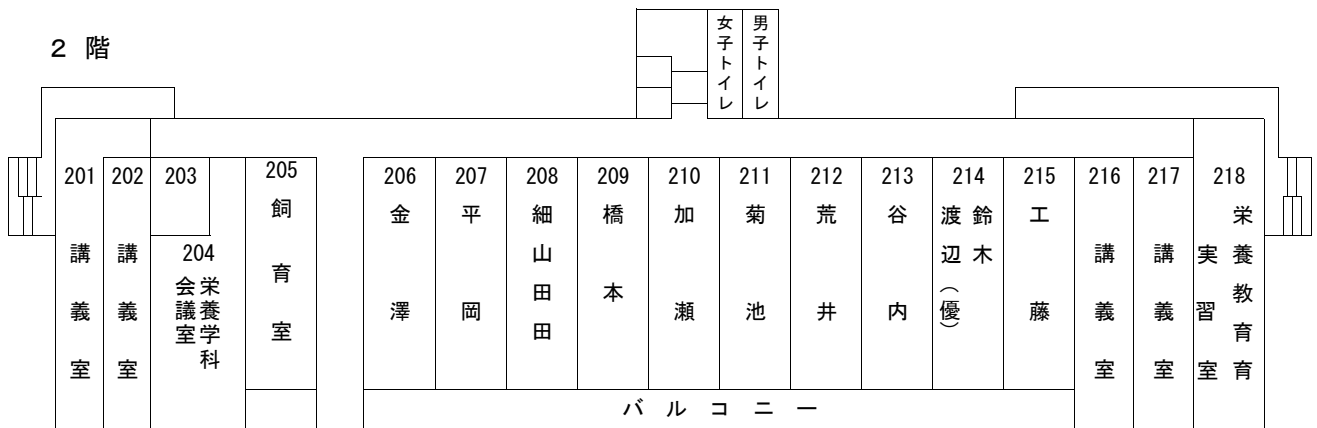 2 階
女子トイレ
男子トイレ
201
講義室
202
講義室
203
204
栄養学科
会議室
205
飼育室
206
金澤
207
平岡
208
細山田田
209
橋本
210
加瀬
211
菊池
212
荒井
213
谷内
214
鈴木
渡辺(優)
215
工藤
216
講義室
217
講義室
218
栄養教育育
実習室
バルコニー